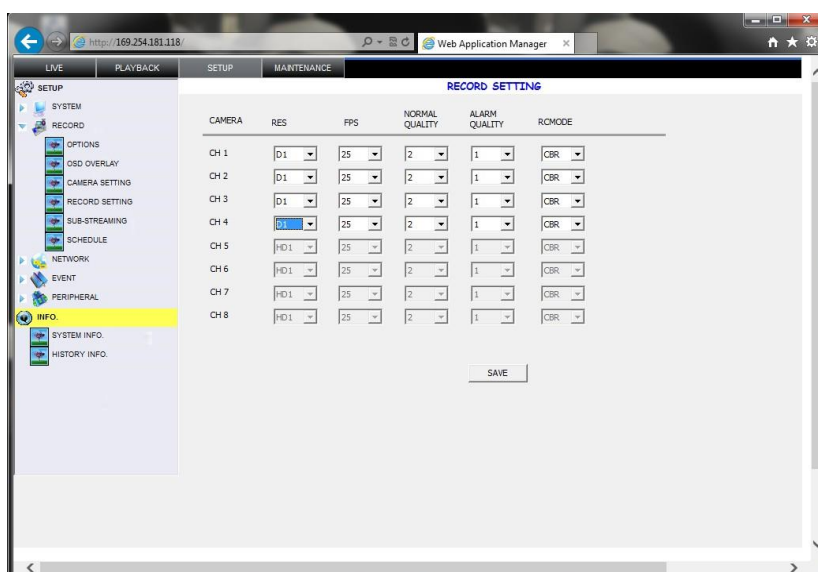 http://169.254.181.118/
Web Application Manager
LIVE PLAYBACK SETUP MAINTENANCE
SETUP
SYSTEM
RECORD
OPTIONS
OSD OVERLAY
CAMERA SETTING
RECORD SETTING
SUB-STREAMING
SCHEDULE
NETWORK
EVENT
PERIPHERAL
INFO.
SYSTEM INFO.
HISTORY INFO.
RECORD SETTING
CAMERA RES FPS NORMAL QUALITY ALARM QUALITY RCMODE
CH 1 D1 25 2 1 CBR
CH 2 D1 25 2 1 CBR
CH 3 D1 25 2 1 CBR
CH 4 D1 25 2 1 CBR
CH 5 HD1 25 2 1 CBR
CH 6 HD1 25 2 1 CBR
CH 7 HD1 25 2 1 CBR
CH 8 HD1 25 2 1 CBR
SAVE